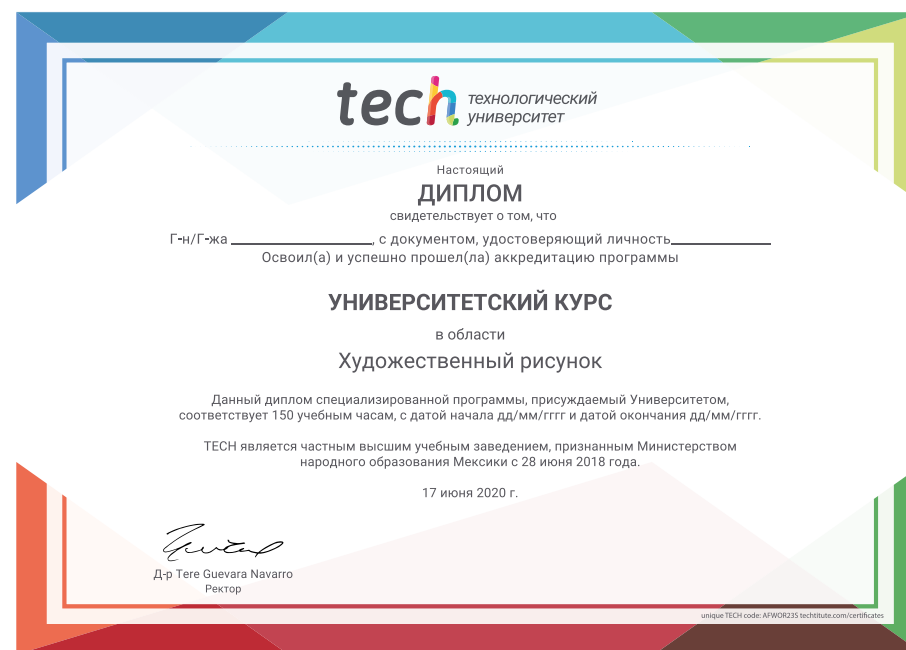 tech технологический
университет
Настоящий
ДИПЛОМ
свидетельствует о том, что
Г-н/Г-жа , с документом, удостоверяющий личность
Освоил(а) и успешно прошел(ла) аккредитацию программы
УНИВЕРСИТЕТСКИЙ КУРС
в области
Художественный рисунок
Данный диплом специализированной программы, присуждаемый Университетом,
соответствует 150 учебным часам, с датой начала дд/мм/гггг и датой окончания дд/мм/гггг.
TECH является частным высшим учебным заведением, признанным Министерством
народного образования Мексики с 28 июня 2018 года.
17 июня 2020 г.
Д-р Tere Guevara Navarro
Ректор
unique TECH code: AFWOR23S techtitute.com/certificates